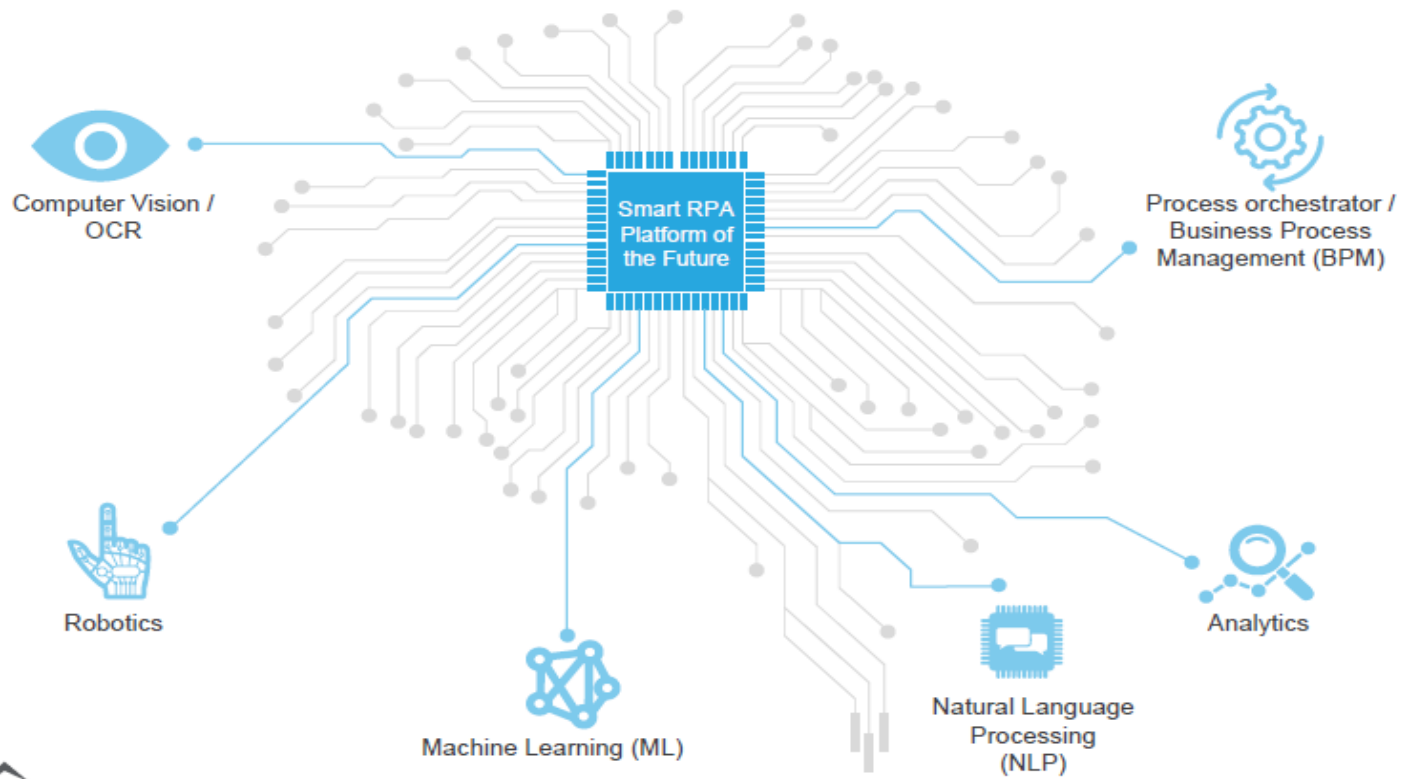 Computer Vision /
OCR
Smart RPA
Platform of
the Future
Process orchestrator /
Business Process
Management (BPM)
Robotics
Machine Learning (ML)
Natural Language
Processing
(NLP)
Analytics